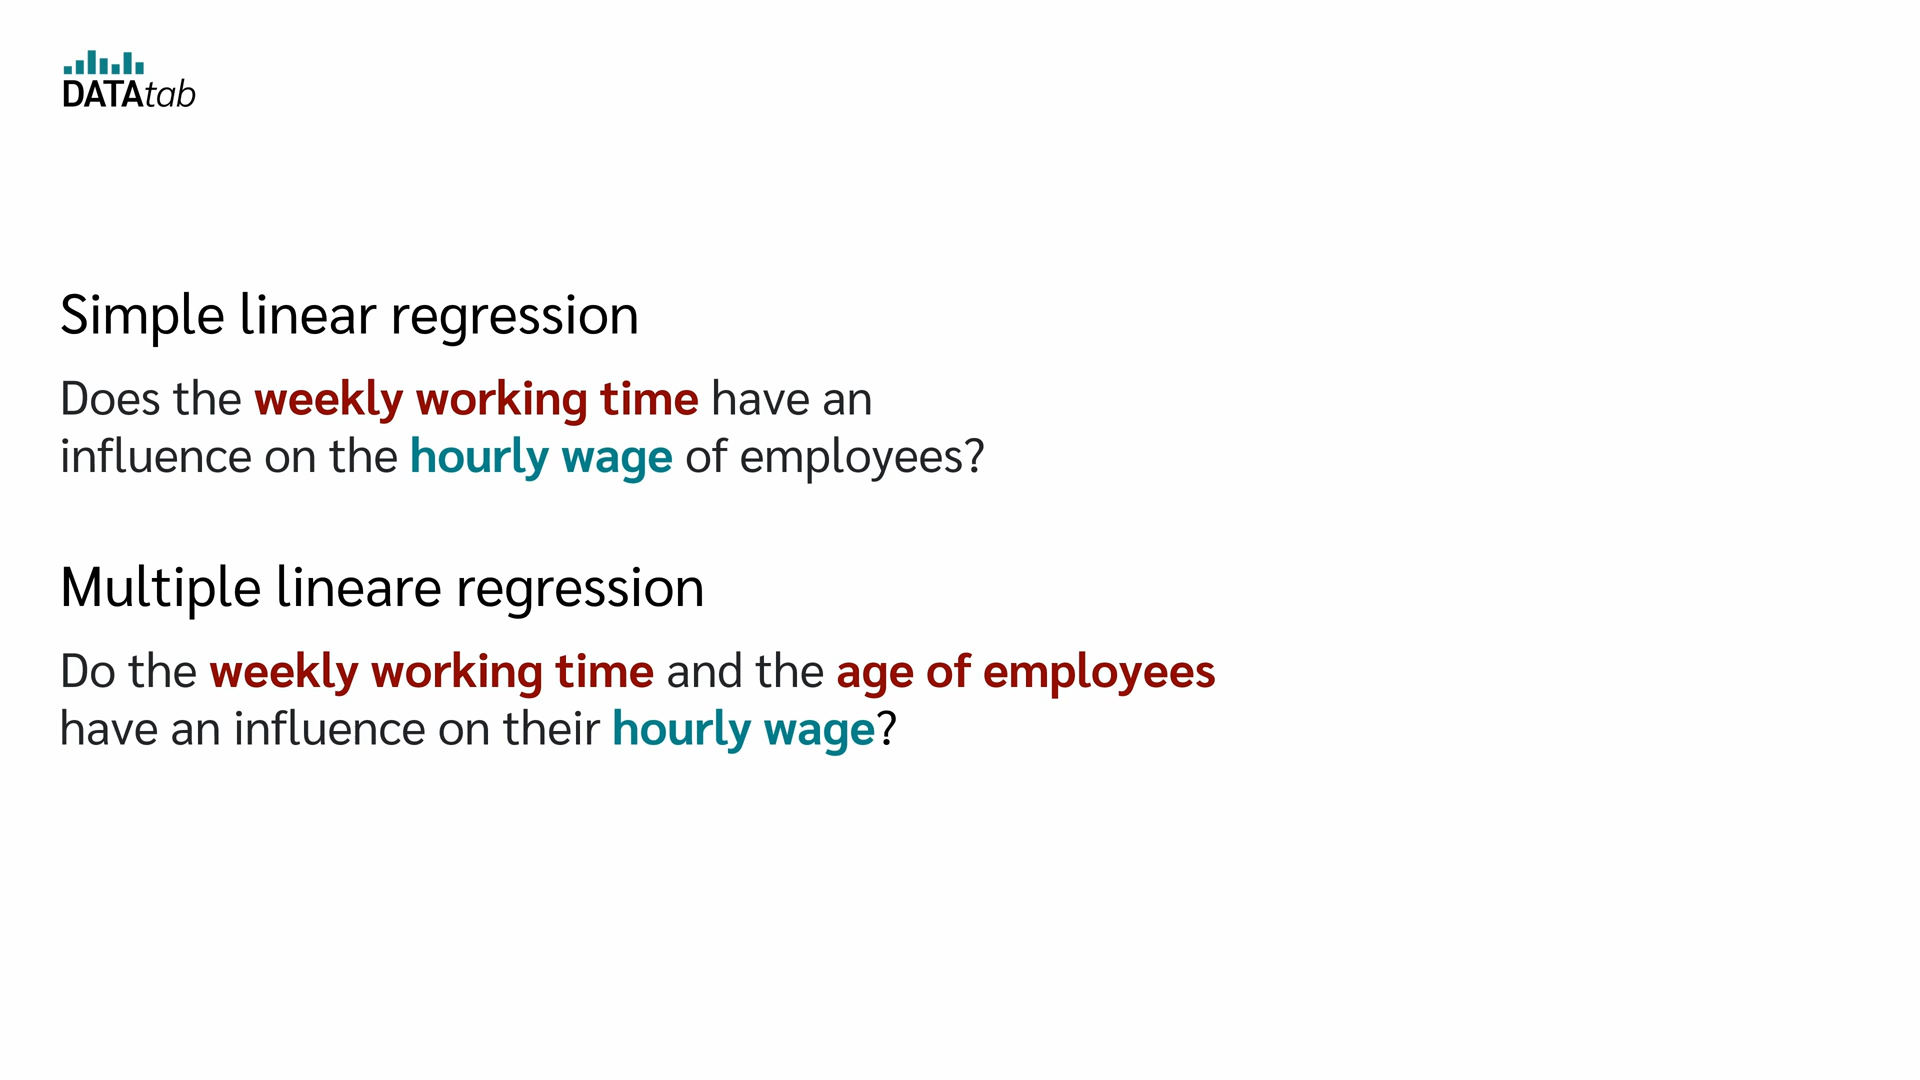 DATAtab
Simple linear regression
Does the weekly working time have an
influence on the hourly wage of employees?
Multiple lineare regression
Do the weekly working time and the age of employees
have an influence on their hourly wage?